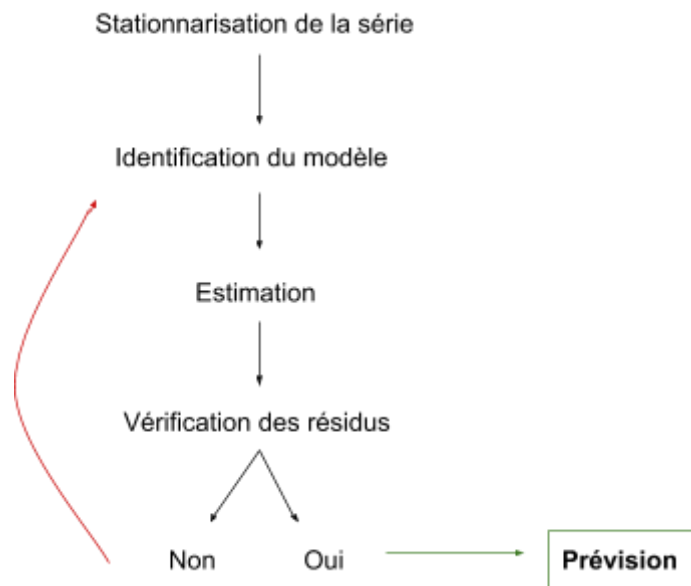 Stationnarisation de la série
Identification du modèle
Estimation
Vérification des résidus
Non
Oui
Prévision